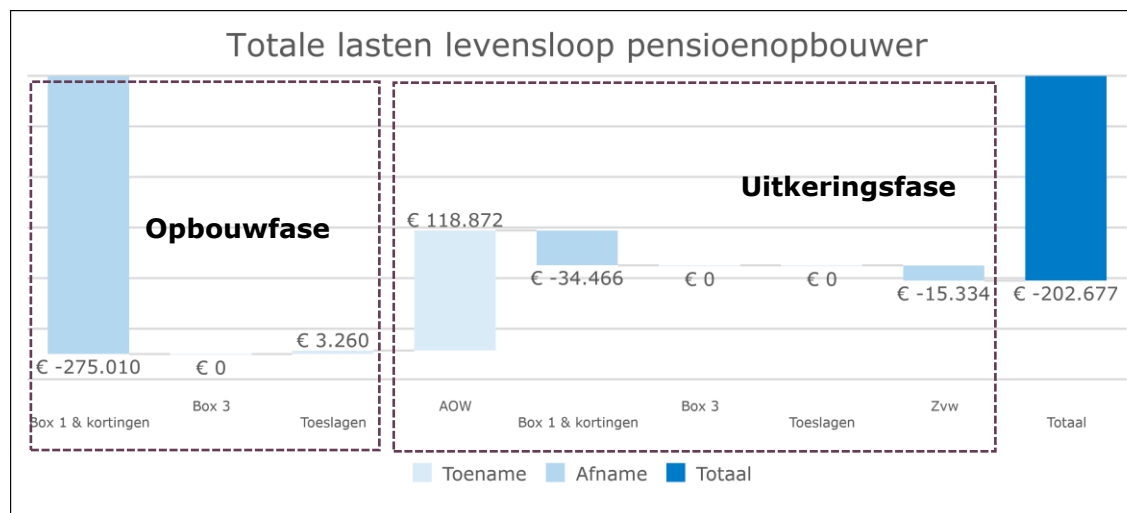 Totale lasten levensloop pensioenopbouwer
Opbouwfase
Uitkeringsfase
€ -275.010
€ 0
€ 3.260
€ 118.872
€ -34.466
€ 0
€ 0
€ -15.334
€ -202.677
Box 1 & kortingen
Box 3
Toeslagen
AOW
Box 1 & kortingen
Box 3
Toeslagen
Zvw
Totaal
Toename
Afname
Totaal